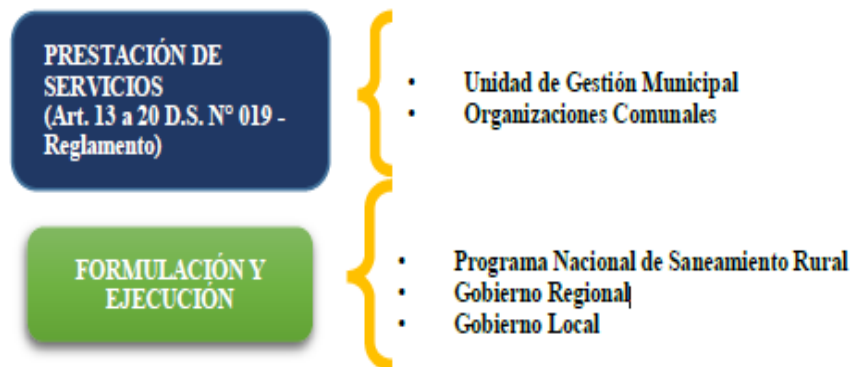 PRESTACIÓN DE
SERVICIOS
(Art. 13 a 20 D.S. N° 019 -
Reglamento)
• Unidad de Gestión Municipal
• Organizaciones Comunales
FORMULACIÓN Y
EJECUCIÓN
• Programa Nacional de Saneamiento Rural
• Gobierno Regional
• Gobierno Local